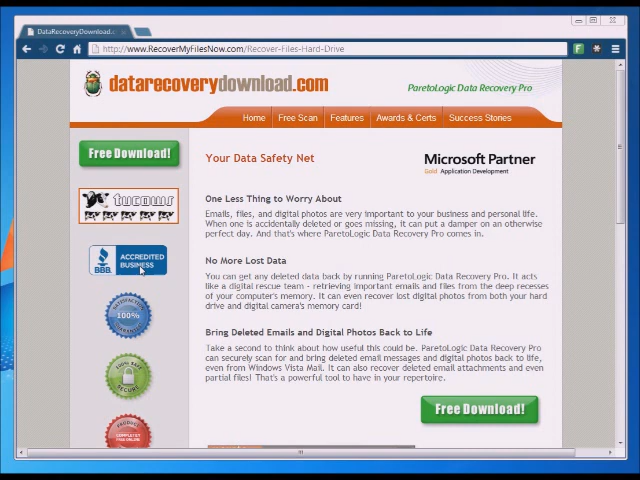 DataRecoveryDownload.c
http://www.RecoverMyFilesNow.com/Recover-Files-Hard-Drive
datarecoverydownload.com
ParetoLogic Data Recovery Pro
Home
Free Scan
Features
Awards & Certs
Success Stories
Free Download!
tucows
BBB
ACCREDITED
BUSINESS
SATISFACTION
100%
100% SAFE
SECURE
PRODUCT
Your Data Safety Net
Microsoft Partner
Gold Application Development
One Less Thing to Worry About
Emails, files, and digital photos are very important to your business and personal life.
When one is accidentally deleted or goes missing, it can put a damper on an otherwise
perfect day. And that's where ParetoLogic Data Recovery Pro comes in.
No More Lost Data
You can get any deleted data back by running ParetoLogic Data Recovery Pro. It acts
like a digital rescue team - retrieving important emails and files from the deep recesses
of your computer's memory. It can even recover lost digital photos from both your hard
drive and digital camera's memory card!
Bring Deleted Emails and Digital Photos Back to Life
Take a second to think about how useful this could be. ParetoLogic Data Recovery Pro
can securely scan for and bring deleted email messages and digital photos back to life,
even from Windows Vista Mail. It can also recover deleted email attachments and even
partial files! That's a powerful tool to have in your repertoire.
Free Download!